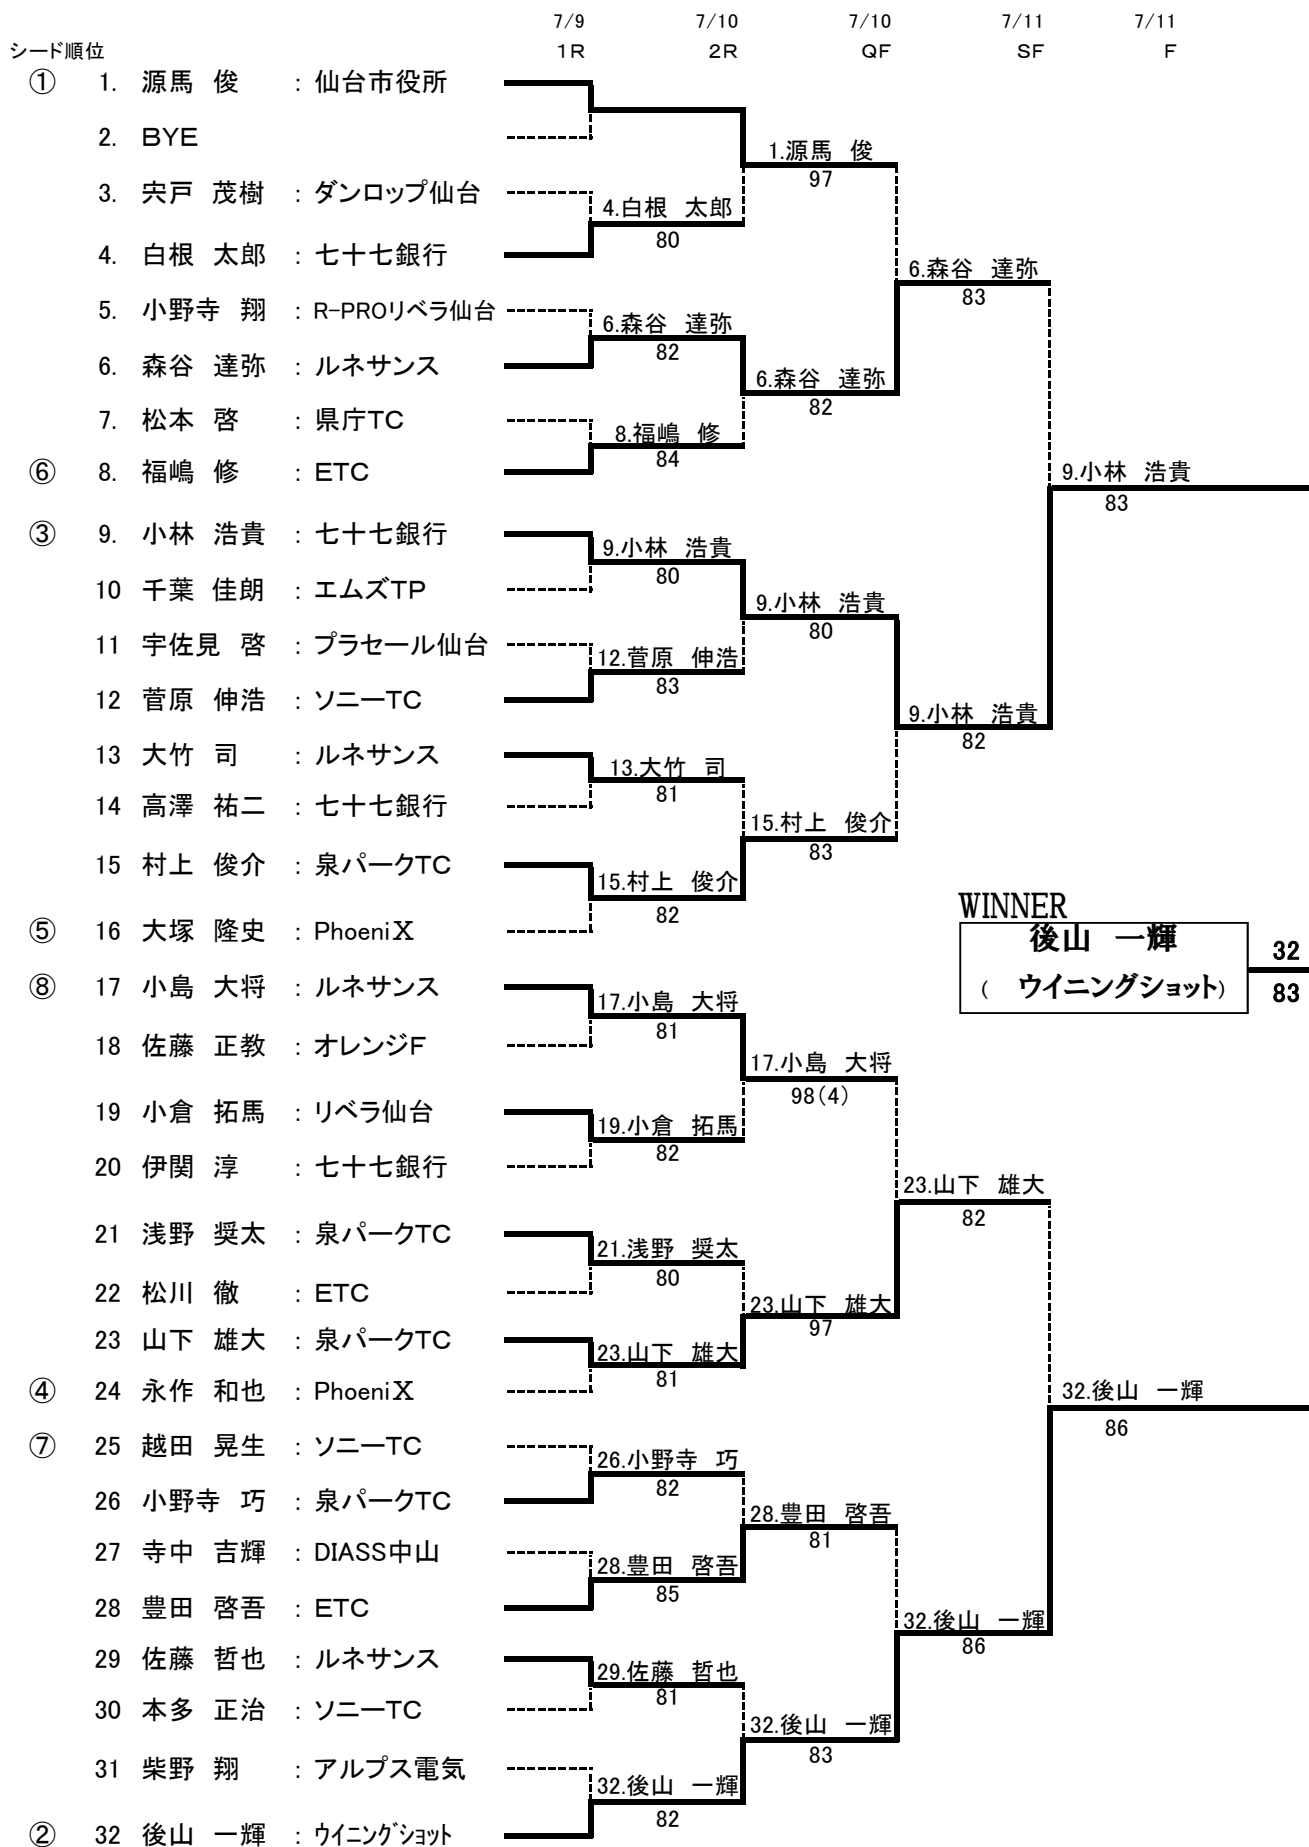 7/9 7/10 7/10 7/11 7/11
シード順位 1R 2R QF SF F
① 1. 源馬 俊 : 仙台市役所
2. BYE
1.源馬 俊
97
3. 宍戸 茂樹 : ダンロップ仙台
4.白根 太郎
80
4. 白根 太郎 : 七十七銀行
6.森谷 達弥
83
5. 小野寺 翔 : R-PROリベラ仙台
6.森谷 達弥
82
6. 森谷 達弥 : ルネサンス
6.森谷 達弥
82
7. 松本 啓 : 県庁TC
8.福嶋 修
84
⑥ 8. 福嶋 修 : ETC
9.小林 浩貴
83
③ 9. 小林 浩貴 : 七十七銀行
9.小林 浩貴
80
10 千葉 佳朗 : エムズTP
9.小林 浩貴
80
11 宇佐見 啓 : プラセール仙台
12.菅原 伸浩
83
12 菅原 伸浩 : ソニーTC
9.小林 浩貴
82
13 大竹 司 : ルネサンス
13.大竹 司
81
14 高澤 祐二 : 七十七銀行
15.村上 俊介
83
15 村上 俊介 : 泉パークTC
15.村上 俊介
82
⑤ 16 大塚 隆史 : PhoeniX
WINNER
後山 一輝
( ウイニングショット)
32
83
⑧ 17 小島 大将 : ルネサンス
17.小島 大将
81
18 佐藤 正教 : オレンジF
17.小島 大将
98(4)
19 小倉 拓馬 : リベラ仙台
19.小倉 拓馬
82
20 伊関 淳 : 七十七銀行
23.山下 雄大
82
21 浅野 奨太 : 泉パークTC
21.浅野 奨太
80
22 松川 徹 : ETC
23.山下 雄大
97
23 山下 雄大 : 泉パークTC
23.山下 雄大
81
④ 24 永作 和也 : PhoeniX
32.後山 一輝
86
⑦ 25 越田 晃生 : ソニーTC
26.小野寺 巧
82
26 小野寺 巧 : 泉パークTC
28.豊田 啓吾
81
27 寺中 吉輝 : DIASS中山
28.豊田 啓吾
85
28 豊田 啓吾 : ETC
32.後山 一輝
86
29 佐藤 哲也 : ルネサンス
29.佐藤 哲也
81
30 本多 正治 : ソニーTC
32.後山 一輝
83
31 柴野 翔 : アルプス電気
32.後山 一輝
82
② 32 後山 一輝 : ウイニングショット